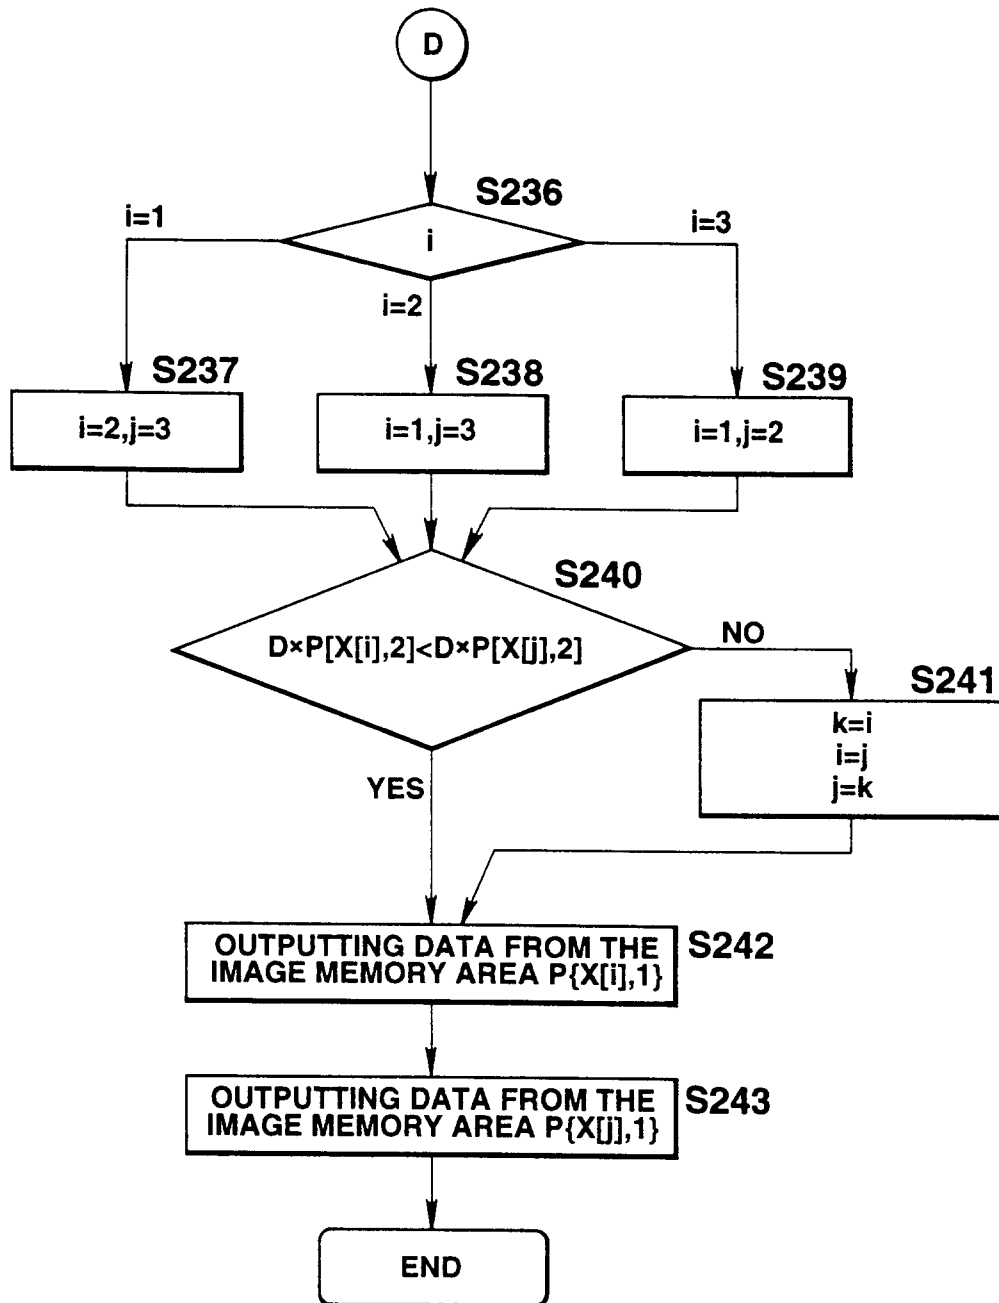 D
S236
i=1
i
i=3
i=2
S237
S238
S239
i=2,j=3
i=1,j=3
i=1,j=2
S240
D×P[X[i],2]<D×P[X[j],2]
NO
S241
k=i
i=j
j=k
YES
OUTPUTTING DATA FROM THE
IMAGE MEMORY AREA P{X[i],1}
S242
OUTPUTTING DATA FROM THE
IMAGE MEMORY AREA P{X[j],1}
S243
END